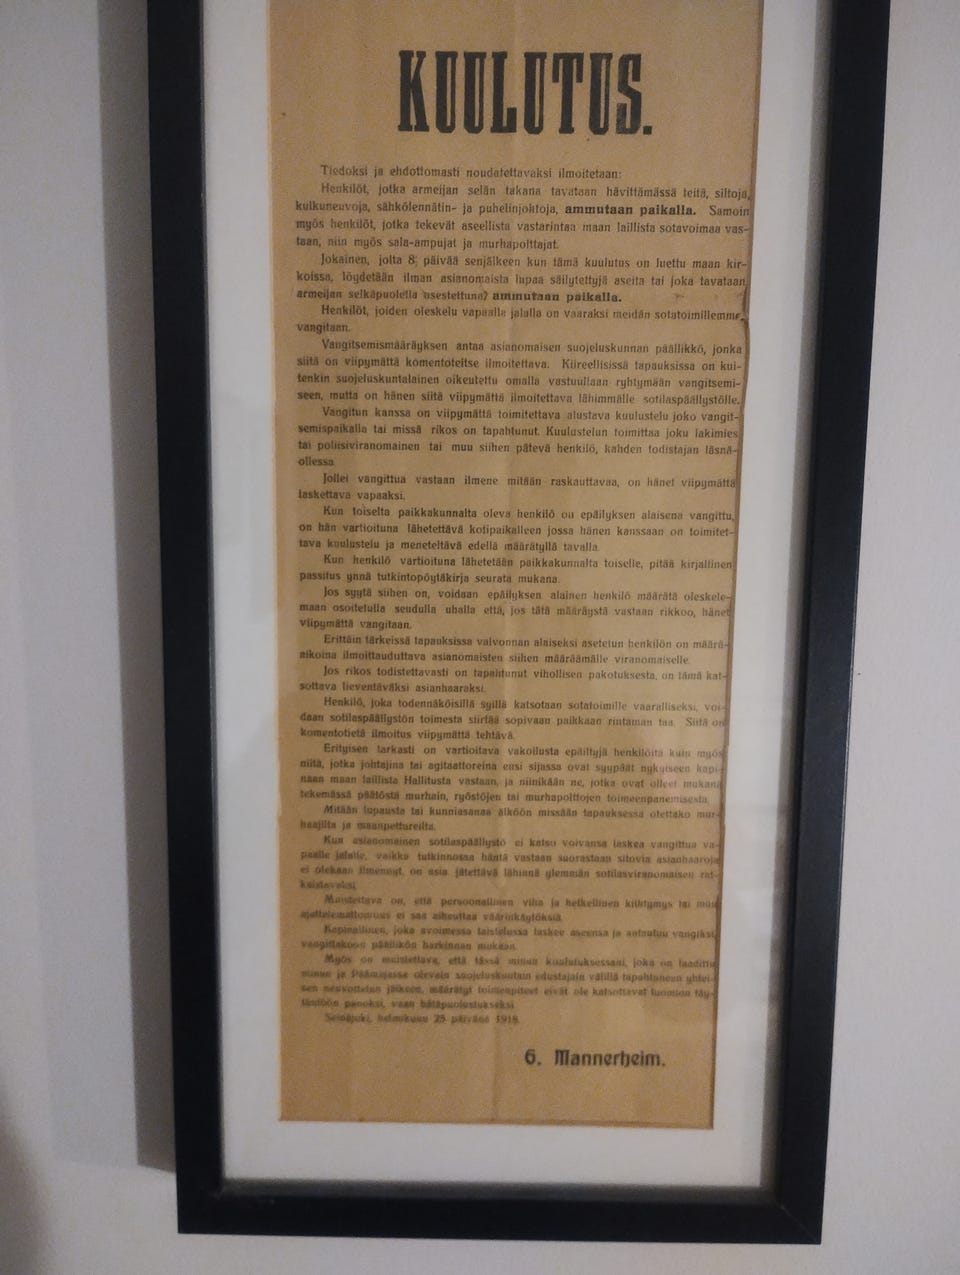 KUULUTUS.
Tiedoksi ja ehdottomasti noudatettavaksi ilmoitetaan:
Henkilöt, jotka armeijan selän takana tavataan hävittämässä teitä, siltoja,
kulkuneuvoja, sähkölennätin- ja puhelinjohtoja, ammutaan paikalla. Samoin
myös henkilöt, jotka tekevät aseellista vastarintaa maan laillista sotavoimaa vas-
taan, niin myös sala-ampujat ja murhapolttajat.
Jokainen, jolta 8 päivää senjälkeen kun tämä kuulutus on luettu maan kir-
koissa, löydetään ilman asianomaista lupaa säilytettyjä aseita tai joka tavataan
armeijan selkäpuolella asestettuna, ammutaan paikalla.
Henkilöt, joiden oleskelu vapaalla jalalla on vaaraksi meidän sotatoimillemme,
vangitaan.
Vangitsemismääräyksen antaa asianomaisen suojeluskunnan päällikkö, jonka
siitä on viipymättä komentoteitse ilmoitettava. Kiireellisissä tapauksissa on kui-
tenkin suojeluskuntalainen oikeutettu omalla vastuullaan ryhtymään vangitsemi-
seen, mutta on hänen siitä viipymättä ilmoitettava lähimmälle sotilaspäällystölle.
Vangitun kanssa on viipymättä toimitettava alustava kuulustelu joko vangit-
semispaikalla tai missä rikos on tapahtunut. Kuulustelun toimittaa joku lakimies
tai poliisiviranomainen tai muu siihen pätevä henkilö, kahden todistajan läsnä-
ollessa.
Jollei vangittua vastaan ilmene mitään raskauttavaa, on hänet viipymättä
laskettava vapaaksi.
Kun toiselta paikkakunnalta oleva henkilö on epäilyksen alaisena vangittu,
on hän vartioituna lähetettävä kotipaikalleen jossa hänen kanssaan on toimitet-
tava kuulustelu ja meneteltävä edellä määrätyllä tavalla.
Kun henkilö vartioituna lähetetään paikkakunnalta toiselle, pitää kirjallinen
passitus ynnä tutkintopöytäkirja seurata mukana.
Jos syytä siihen on, voidaan epäilyksen alainen henkilö määrätä oleskele-
maan osoitetulla seudulla uhalla että, jos tätä määräystä vastaan rikkoo, hänet
viipymättä vangitaan.
Erittäin tärkeissä tapauksissa valvonnan alaiseksi asetetun henkilön on määrä-
aikoina ilmoittauduttava asianomaisten siihen määräämälle viranomaiselle.
Jos rikos todistettavasti on tapahtunut vihollisen pakotuksesta, on tämä kat-
sottava lieventäväksi asianhaaraksi.
Henkilö, joka todennäköisillä syillä katsotaan sotatoimille vaaralliseksi, voi-
daan sotilaspäällystön toimesta siirtää sopivaan paikkaan rintaman taa. Siitä on
komentotietä ilmoitus viipymättä tehtävä.
Erityisen tarkasti on vartioitava vakoilusta epäiltyjä henkilöitä kuin myös
niitä, jotka johtajina tai agitaattoreina ensi sijassa ovat syypäät nykyiseen kapi-
naan maan laillista Hallitusta vastaan, ja niinikään ne, jotka ovat olleet mukana
tekemässä päätöstä murhain, ryöstöjen tai murhapolttojen toimeenpanemisesta.
Mitään lupausta tai kunniasanaa älköön missään tapauksessa otettako mur-
haajilta ja maanpettureilta.
Kun asianomainen sotilaspäällystö ei katso voivansa laskea vangittua va-
paalle jalalle, vaikka tutkinnossa häntä vastaan suorastaan sitovia asianhaaroja
ei olekaan ilmennyt, on asia jätettävä lähinnä ylemmän sotilasviranomaisen rat-
kaistavaksi.
Muistettava on, että persoonallinen viha ja hetkellinen kiihtymys tai muu
ajattelemattomuus ei saa aiheuttaa väärinkäytöksiä.
Kapinallinen, joka avoimessa taistelussa laskee aseensa ja antautuu vangiksi,
vangittakoon päällikön harkinnan mukaan.
Myös on muistettava, että tässä minun kuulutuksessani, joka on laadittu
minun ja Päämajassa olevain suojeluskuntain edustajain välillä tapahtuneen yhtei-
sen neuvottelun jälkeen, määrätyt toimenpiteet eivät ole katsottavat tuomion täy-
täntöön panoksi, vaan hätäpuolustukseksi.
Seinäjoki, helmikuun 25 päivänä 1918.
G. Mannerheim.